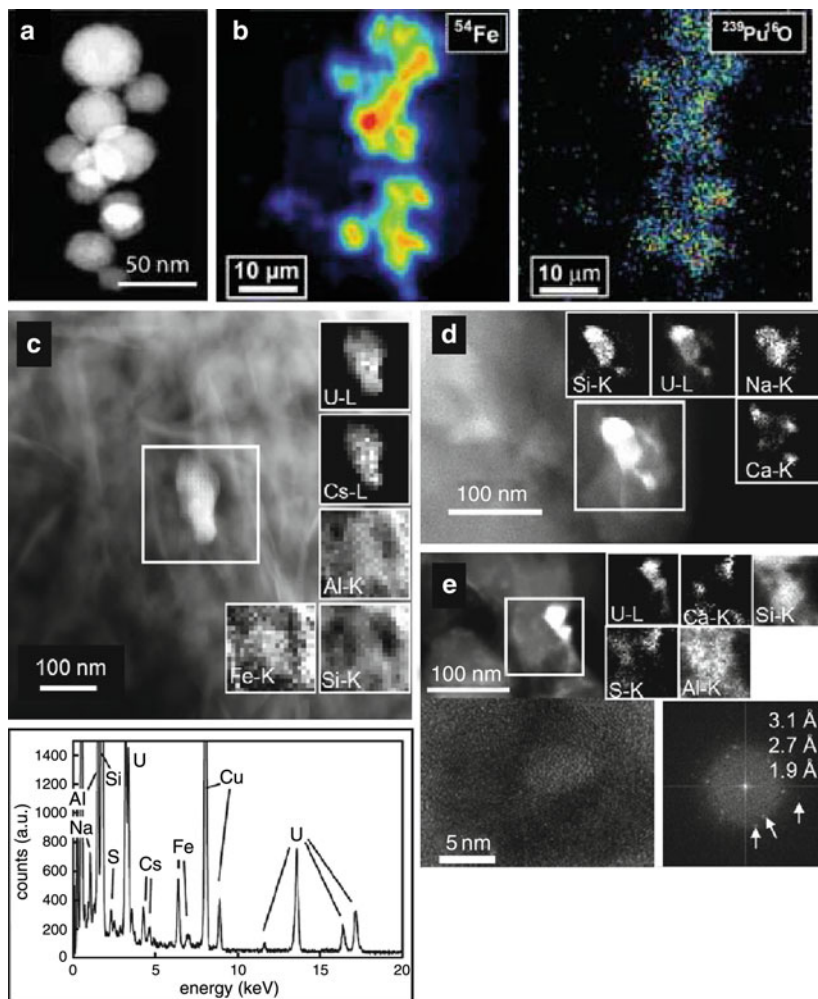 a
50 nm
b
54Fe
10 µm
239Pu16O
10 µm
c
U-L
Cs-L
Al-K
Fe-K
Si-K
100 nm
d
Si-K
U-L
Na-K
Ca-K
100 nm
e
U-L
Ca-K
Si-K
S-K
Al-K
100 nm
5 nm
3.1 Å
2.7 Å
1.9 Å
counts (a.u.)
1400
1200
1000
800
600
400
200
0
Al
Si
U
Na
S
Cs
Fe
Cu
U
0
5
10
15
20
energy (keV)